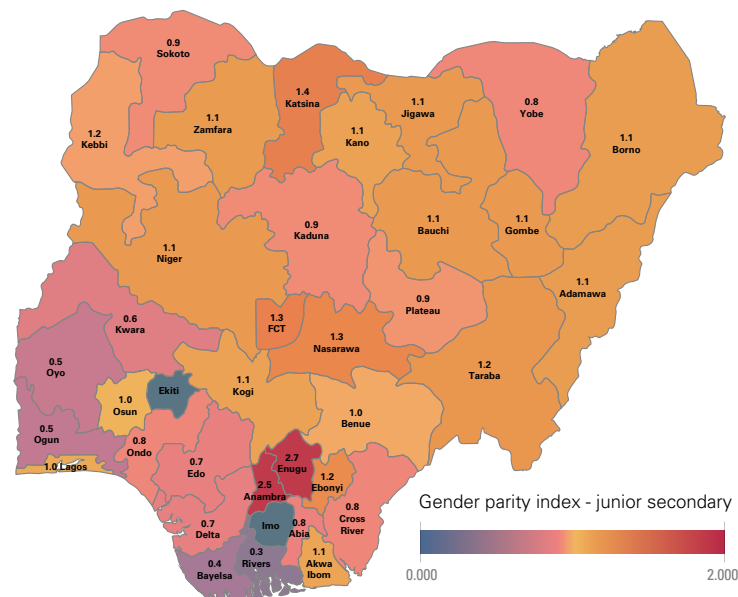 0.9
Sokoto
1.4
Katsina
1.2
Kebbi
1.1
Zamfara
1.1
Kano
1.1
Jigawa
0.8
Yobe
1.1
Borno
0.9
Kaduna
1.1
Bauchi
1.1
Gombe
1.1
Niger
1.1
Adamawa
0.6
Kwara
1.3
FCT
1.3
Nasarawa
0.9
Plateau
1.2
Taraba
0.5
Oyo
1.0
Osun
Ekiti
1.1
Kogi
1.0
Benue
0.5
Ogun
1.0 Lagos
0.8
Ondo
0.7
Edo
2.7
Enugu
2.5
Anambra
1.2
Ebonyi
0.8
Cross
River
0.7
Delta
Imo
0.8
Abia
0.4
Bayelsa
0.3
Rivers
1.1
Akwa
Ibom
Gender parity index - junior secondary
0.000
2.000